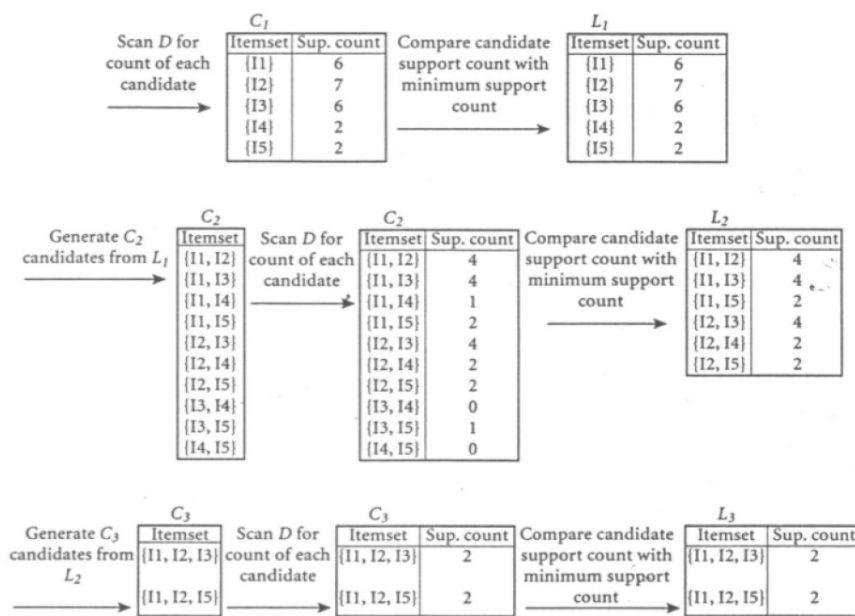 C1
L1
Scan D for
count of each
candidate
Itemset Sup. count
{I1} 6
{I2} 7
{I3} 6
{I4} 2
{I5} 2
Compare candidate
support count with
minimum support
count
Itemset Sup. count
{I1} 6
{I2} 7
{I3} 6
{I4} 2
{I5} 2
Generate C2
candidates from L1
C2
Itemset
{I1, I2}
{I1, I3}
{I1, I4}
{I1, I5}
{I2, I3}
{I2, I4}
{I2, I5}
{I3, I4}
{I3, I5}
{I4, I5}
Scan D for
count of each
candidate
C2
Itemset Sup. count
{I1, I2} 4
{I1, I3} 4
{I1, I4} 1
{I1, I5} 2
{I2, I3} 4
{I2, I4} 2
{I2, I5} 2
{I3, I4} 0
{I3, I5} 1
{I4, I5} 0
Compare candidate
support count with
minimum support
count
L2
Itemset Sup. count
{I1, I2} 4
{I1, I3} 4
{I1, I5} 2
{I2, I3} 4
{I2, I4} 2
{I2, I5} 2
Generate C3
candidates from
L2
C3
Itemset
{I1, I2, I3}
{I1, I2, I5}
Scan D for
count of each
candidate
C3
Itemset Sup. count
{I1, I2, I3} 2
{I1, I2, I5} 2
Compare candidate
support count with
minimum support
count
L3
Itemset Sup. count
{I1, I2, I3} 2
{I1, I2, I5} 2